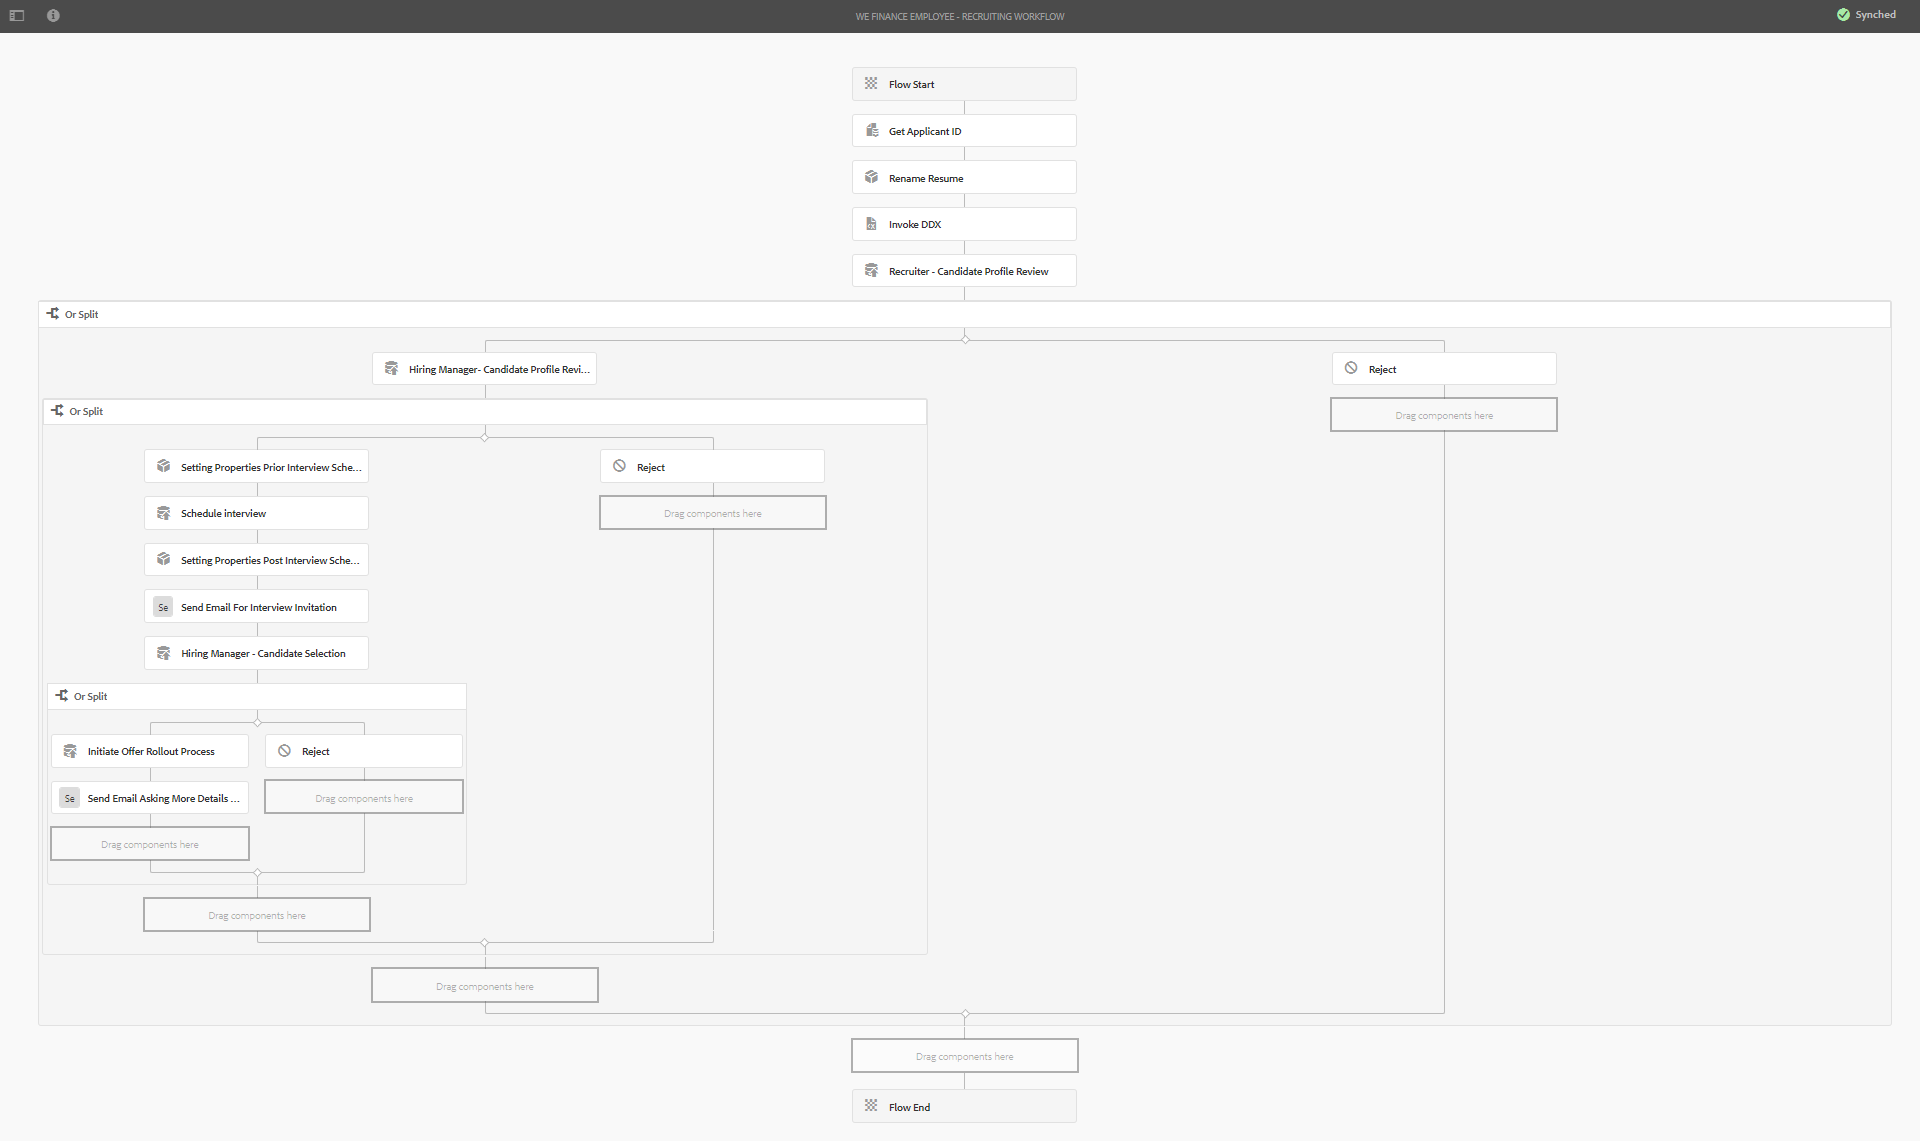 WE FINANCE EMPLOYEE - RECRUITING WORKFLOW
Synched
Flow Start
Get Applicant ID
Rename Resume
Invoke DDX
Recruiter - Candidate Profile Review
Or Split
Hiring Manager- Candidate Profile Revi...
Reject
Drag components here
Or Split
Setting Properties Prior Interview Sche...
Reject
Schedule interview
Drag components here
Setting Properties Post Interview Sche...
Se Send Email For Interview Invitation
Hiring Manager - Candidate Selection
Or Split
Initiate Offer Rollout Process
Reject
Se Send Email Asking More Details ...
Drag components here
Drag components here
Drag components here
Drag components here
Drag components here
Flow End